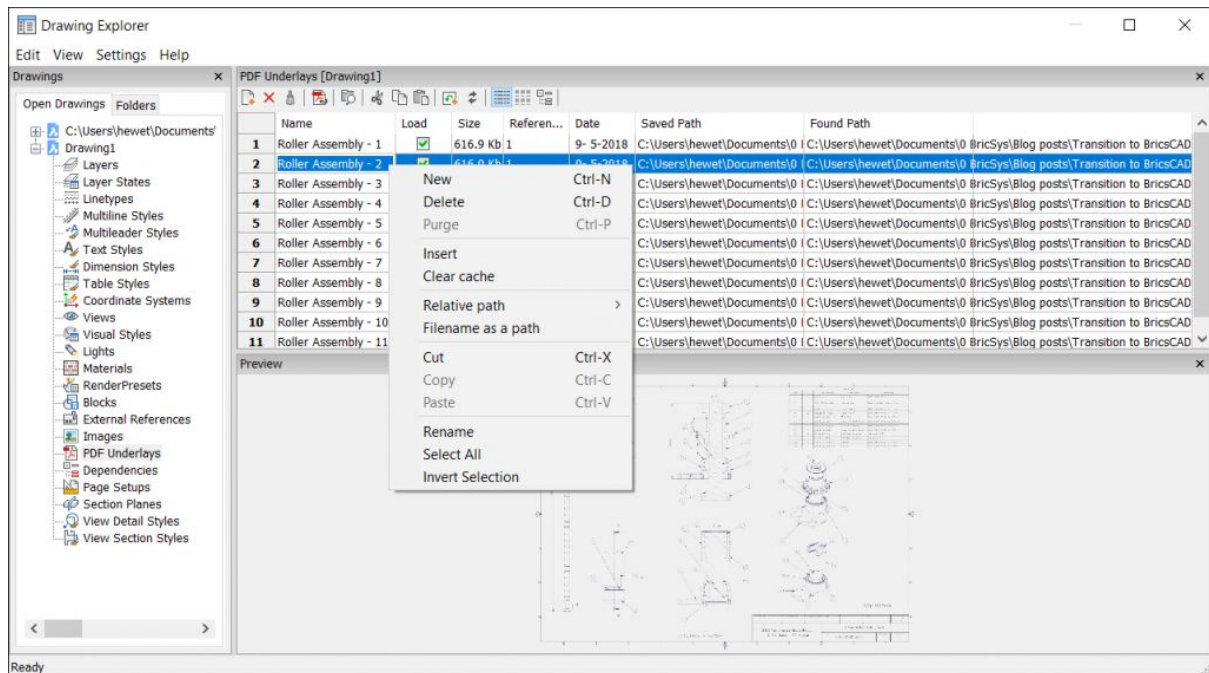 Drawing Explorer
Edit View Settings Help
Drawings
Open Drawings Folders
C:\Users\hewet\Documents'
Drawing1
Layers
Layer States
Linetypes
Multiline Styles
Multileader Styles
Text Styles
Dimension Styles
Table Styles
Coordinate Systems
Views
Visual Styles
Lights
Materials
RenderPresets
Blocks
External References
Images
PDF Underlays
Dependencies
Page Setups
Section Planes
View Detail Styles
View Section Styles
PDF Underlays [Drawing1]
Name Load Size Referen... Date Saved Path Found Path
1 Roller Assembly - 1 616.9 Kb 1 9- 5-2018 C:\Users\hewet\Documents\0 C:\Users\hewet\Documents\0 BricSys\Blog posts\Transition to BricsCAD
2 Roller Assembly - 2 616.9 Kb 1 9- 5-2018 C:\Users\hewet\Documents\0 C:\Users\hewet\Documents\0 BricSys\Blog posts\Transition to BricsCAD
3 Roller Assembly - 3 C:\Users\hewet\Documents\0 C:\Users\hewet\Documents\0 BricSys\Blog posts\Transition to BricsCAD
4 Roller Assembly - 4 C:\Users\hewet\Documents\0 C:\Users\hewet\Documents\0 BricSys\Blog posts\Transition to BricsCAD
5 Roller Assembly - 5 C:\Users\hewet\Documents\0 C:\Users\hewet\Documents\0 BricSys\Blog posts\Transition to BricsCAD
6 Roller Assembly - 6 C:\Users\hewet\Documents\0 C:\Users\hewet\Documents\0 BricSys\Blog posts\Transition to BricsCAD
7 Roller Assembly - 7 C:\Users\hewet\Documents\0 C:\Users\hewet\Documents\0 BricSys\Blog posts\Transition to BricsCAD
8 Roller Assembly - 8 C:\Users\hewet\Documents\0 C:\Users\hewet\Documents\0 BricSys\Blog posts\Transition to BricsCAD
9 Roller Assembly - 9 C:\Users\hewet\Documents\0 C:\Users\hewet\Documents\0 BricSys\Blog posts\Transition to BricsCAD
10 Roller Assembly - 10 C:\Users\hewet\Documents\0 C:\Users\hewet\Documents\0 BricSys\Blog posts\Transition to BricsCAD
11 Roller Assembly - 11 C:\Users\hewet\Documents\0 C:\Users\hewet\Documents\0 BricSys\Blog posts\Transition to BricsCAD
New Ctrl-N
Delete Ctrl-D
Purge Ctrl-P
Insert
Clear cache
Relative path
Filename as a path
Cut Ctrl-X
Copy Ctrl-C
Paste Ctrl-V
Rename
Select All
Invert Selection
Preview
Ready